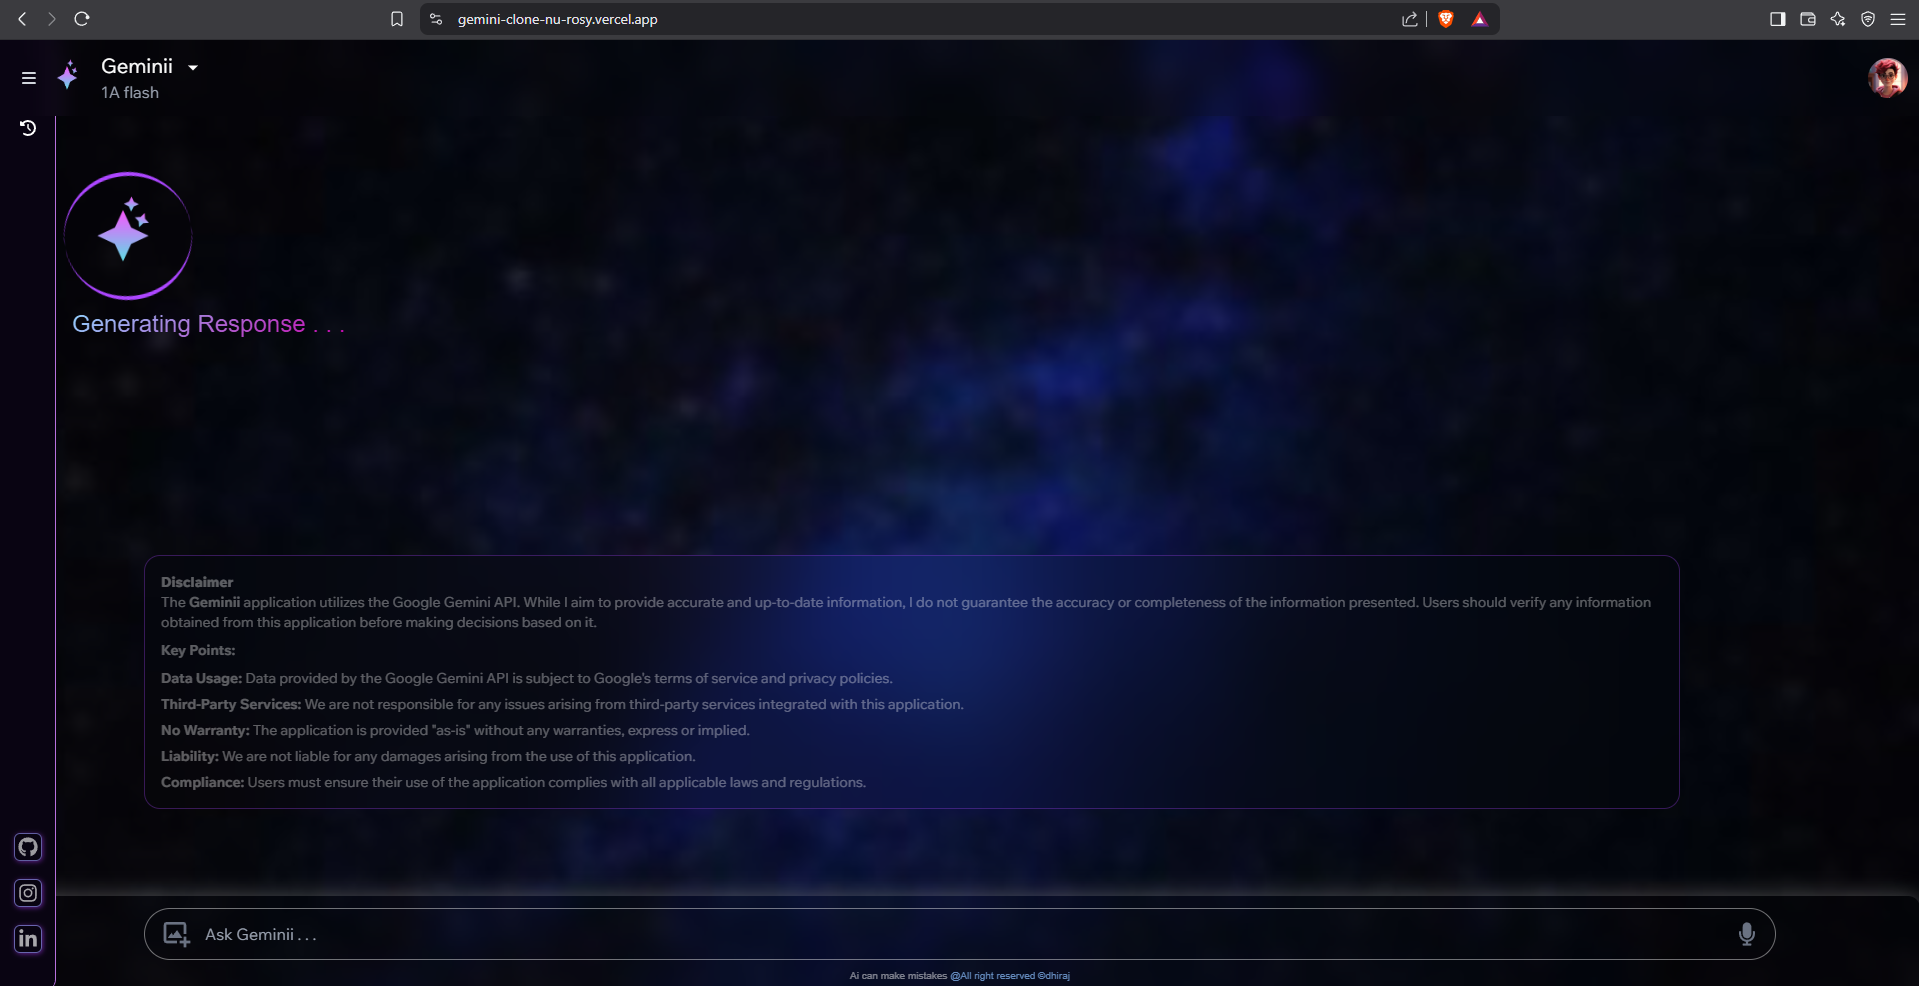 gemini-clone-nu-rosy.vercel.app
Geminii
1A flash
Generating Response . . .
Disclaimer
The Geminii application utilizes the Google Gemini API. While I aim to provide accurate and up-to-date information, I do not guarantee the accuracy or completeness of the information presented. Users should verify any information
obtained from this application before making decisions based on it.
Key Points:
Data Usage: Data provided by the Google Gemini API is subject to Google's terms of service and privacy policies.
Third-Party Services: We are not responsible for any issues arising from third-party services integrated with this application.
No Warranty: The application is provided "as-is" without any warranties, express or implied.
Liability: We are not liable for any damages arising from the use of this application.
Compliance: Users must ensure their use of the application complies with all applicable laws and regulations.
in
Ask Geminii . . .
Ai can make mistakes @All right reserved ©dhiraj